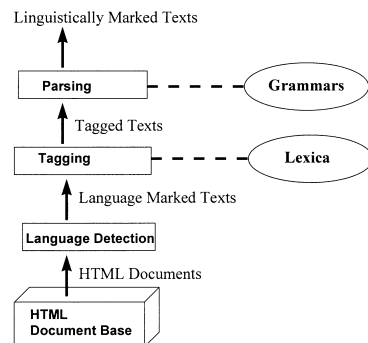 Linguistically Marked Texts
Parsing
Grammars
Tagged Texts
Tagging
Lexica
Language Marked Texts
Language Detection
HTML Documents
HTML
Document Base